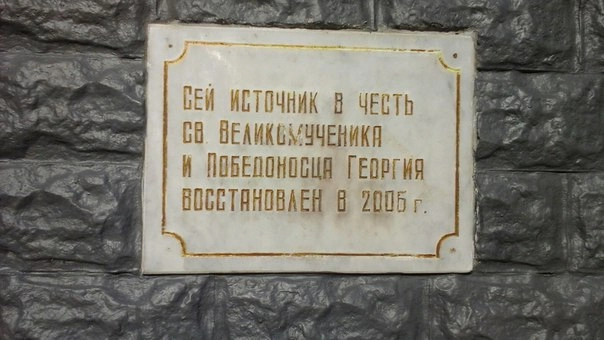 Сей источник в честь
св. Великомученика
и Победоносца Георгия
восстановлен в 2005 г.